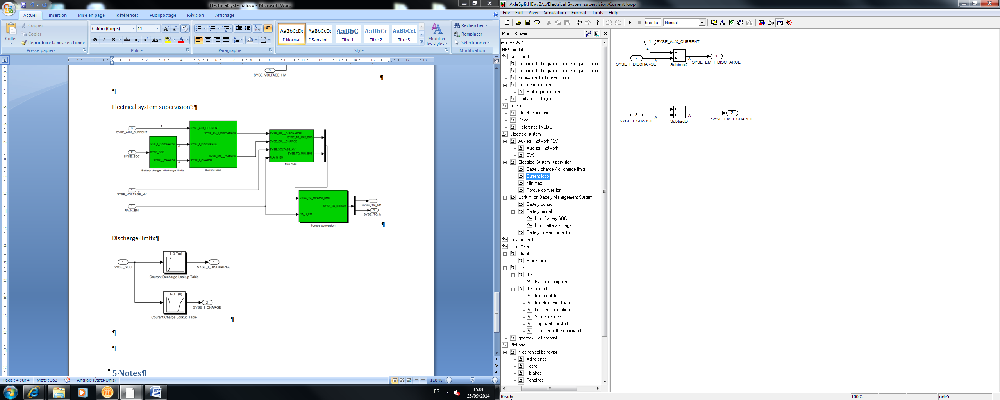 ElectricalSystem.docx - Microsoft Word
Accueil Insertion Mise en page Références Publipostage Révision Affichage
Coller
Couper
Copier
Reproduire la mise en forme
Presse-papiers
Calibri (Corps) 11
G I S abc x₂ x² Aa
Police
Paragraphe
AaBbCcDc
¶ Normal
AaBbCcDc
¶ Sans int...
AaBbCc
Titre 1
AaBbCc
Titre 2
AaBbCcI
Titre 3
Modifier les styles
Style
Rechercher
Remplacer
Sélectionner
Modification
3
SYSE_VOLTAGE_HV
¶
¶
Electrical·system·supervision°:¶
3
SYSE_AUX_CURRENT
A
2
SYSE_SOC
SYSE_I_DISCHARGE
SYSE_SOC
SYSE_I_CHARGE
Battery charge / discharge limits
A
A
SYSE_AUX_CURRENT
SYSE_EM_I_DISCHARGE
SYSE_I_DISCHARGE
SYSE_EM_I_CHARGE
SYSE_I_CHARGE
Current loop
SYSE_EM_I_DISCHARGE
SYSE_TQ_MAX_BMS
SYSE_EM_I_CHARGE
SYSE_VOLTAGE_HV
SYSE_TQ_MIN_BMS
PLA_N_EM
Min max
4
V
SYSE_VOLTAGE_HV
1
RA_N_EM
SYSE_TQ_MINMAX_BMS
SYSE_TQ_MINMAX
RA_N_EM
Torque conversion
1
SYSE_TQ_MA
2
SYSE_TQ_M
¶
Discharge·limits¶
1
SYSE_SOC
1-D T(u)
Courant Decharge Lookup Table
1
SYSE_I_DISCHARGE
1-D T(u)
Courant Charge Lookup Table
2
SYSE_I_CHARGE
¶
¶
¶
5·Notes¶
Page : 4 sur 4 Mots : 353 Anglais (États-Unis) 118 %
FR
15:01
25/09/2014
AxleSplitHEVv2/.../Electrical System supervision/Current loop
File Edit View Simulation Format Tools Help
hev_te Normal
Model Browser
eSplitHEVv2
HEV model
Command
Command - Torque towheel->torque to clutch
Command - Torque towheel->torque to clutch
Equivalent fuel consumption
Torque repartition
Braking repartition
startstop prototype
Driver
Clutch command
Driver
Reference (NEDC)
Electrical system
Auxiliary network 12V
Auxliliary network
CVS
Electrical System supervision
Battery charge / discharge limits
Current loop
Min max
Torque conversion
Lithium-Ion Battery Management System
Battery control
Battery model
li-ion Battery SOC
li-ion battery voltage
Battery power contactor
Environment
Front Axle
Clutch
Stuck logic
ICE
ICE
Gas consumption
ICE control
Idle regulator
Injection shutdown
Loss compentation
Starter request
TopCrank for start
Transfer of the command
gearbox + differential
Platform
Mechanical behavior
Adherence
Faero
Fbrakes
Fengines
1
SYSE_AUX_CURRENT
A
2
SYSE_I_DISCHARGE
A
Subtract2
A
1
SYSE_EM_I_DISCHARGE
3
SYSE_I_CHARGE
A
Subtract3
A
2
SYSE_EM_I_CHARGE
Ready 100% ode5